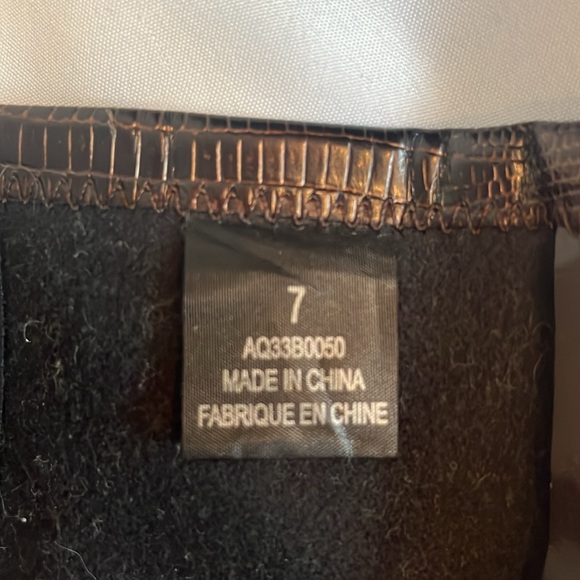 7
AQ33B0050
MADE IN CHINA
FABRIQUE EN CHINE